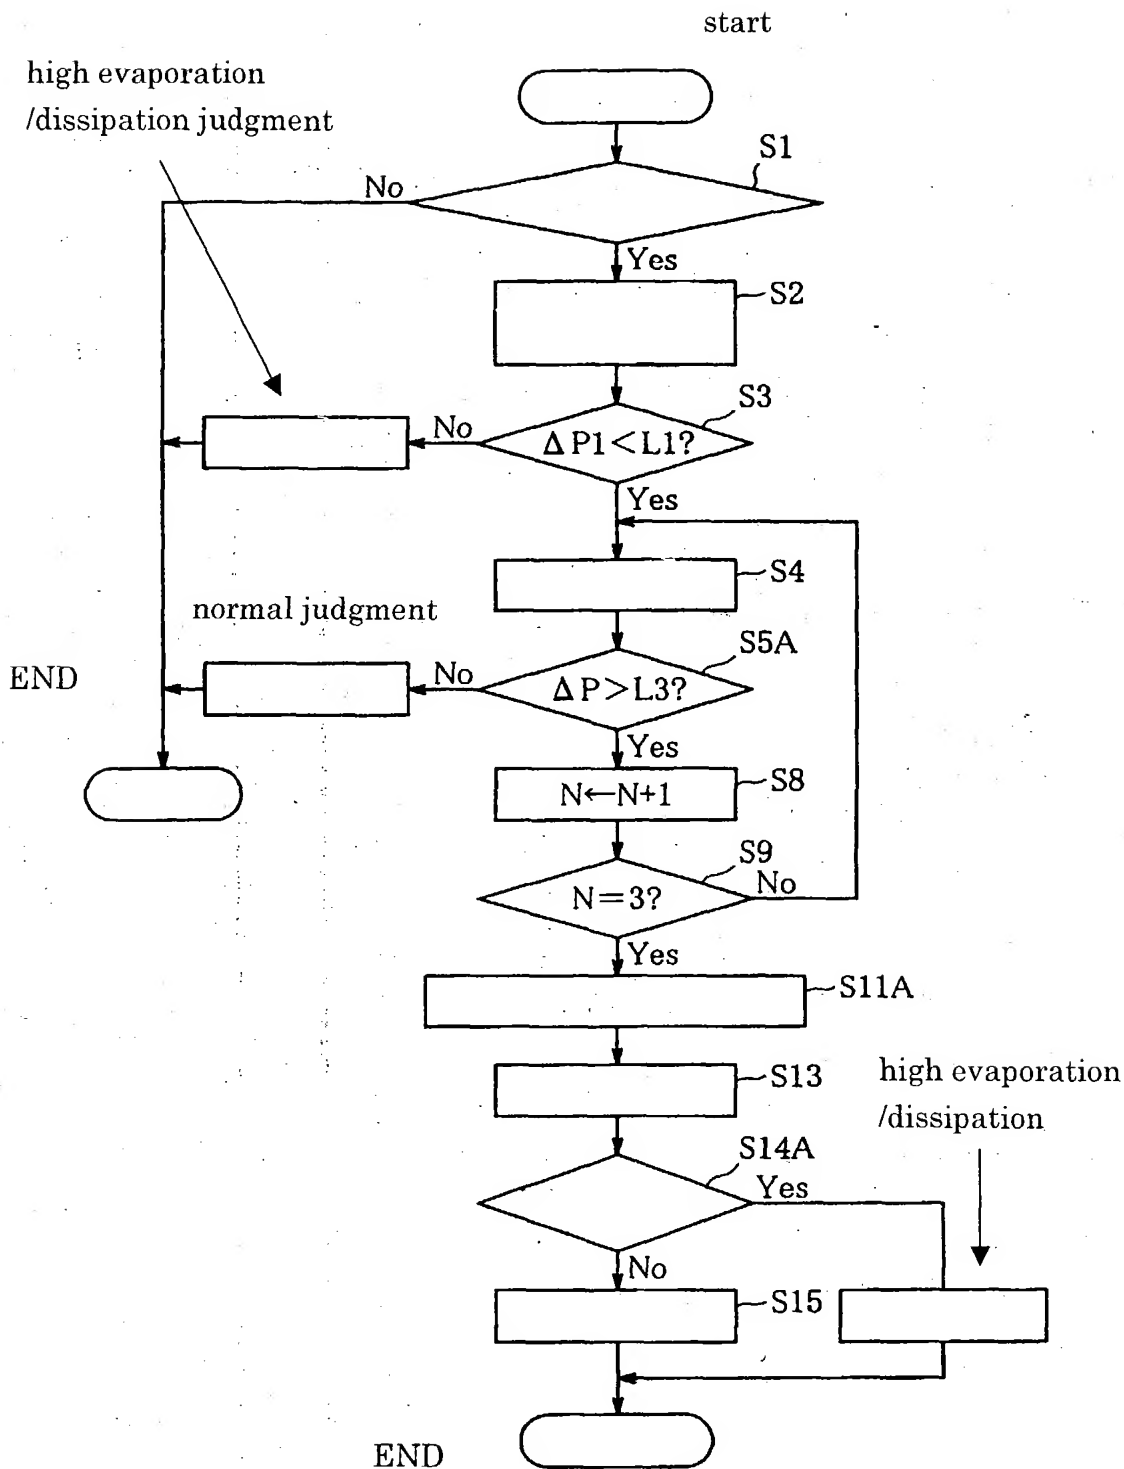 start
high evaporation
/dissipation judgment
S1
No
Yes
S2
S3
No
ΔP1<L1?
Yes
S4
normal judgment
S5A
END
No
ΔP>L3?
Yes
S8
N←N+1
S9
No
N=3?
Yes
S11A
S13
high evaporation
/dissipation
S14A
Yes
No
S15
END